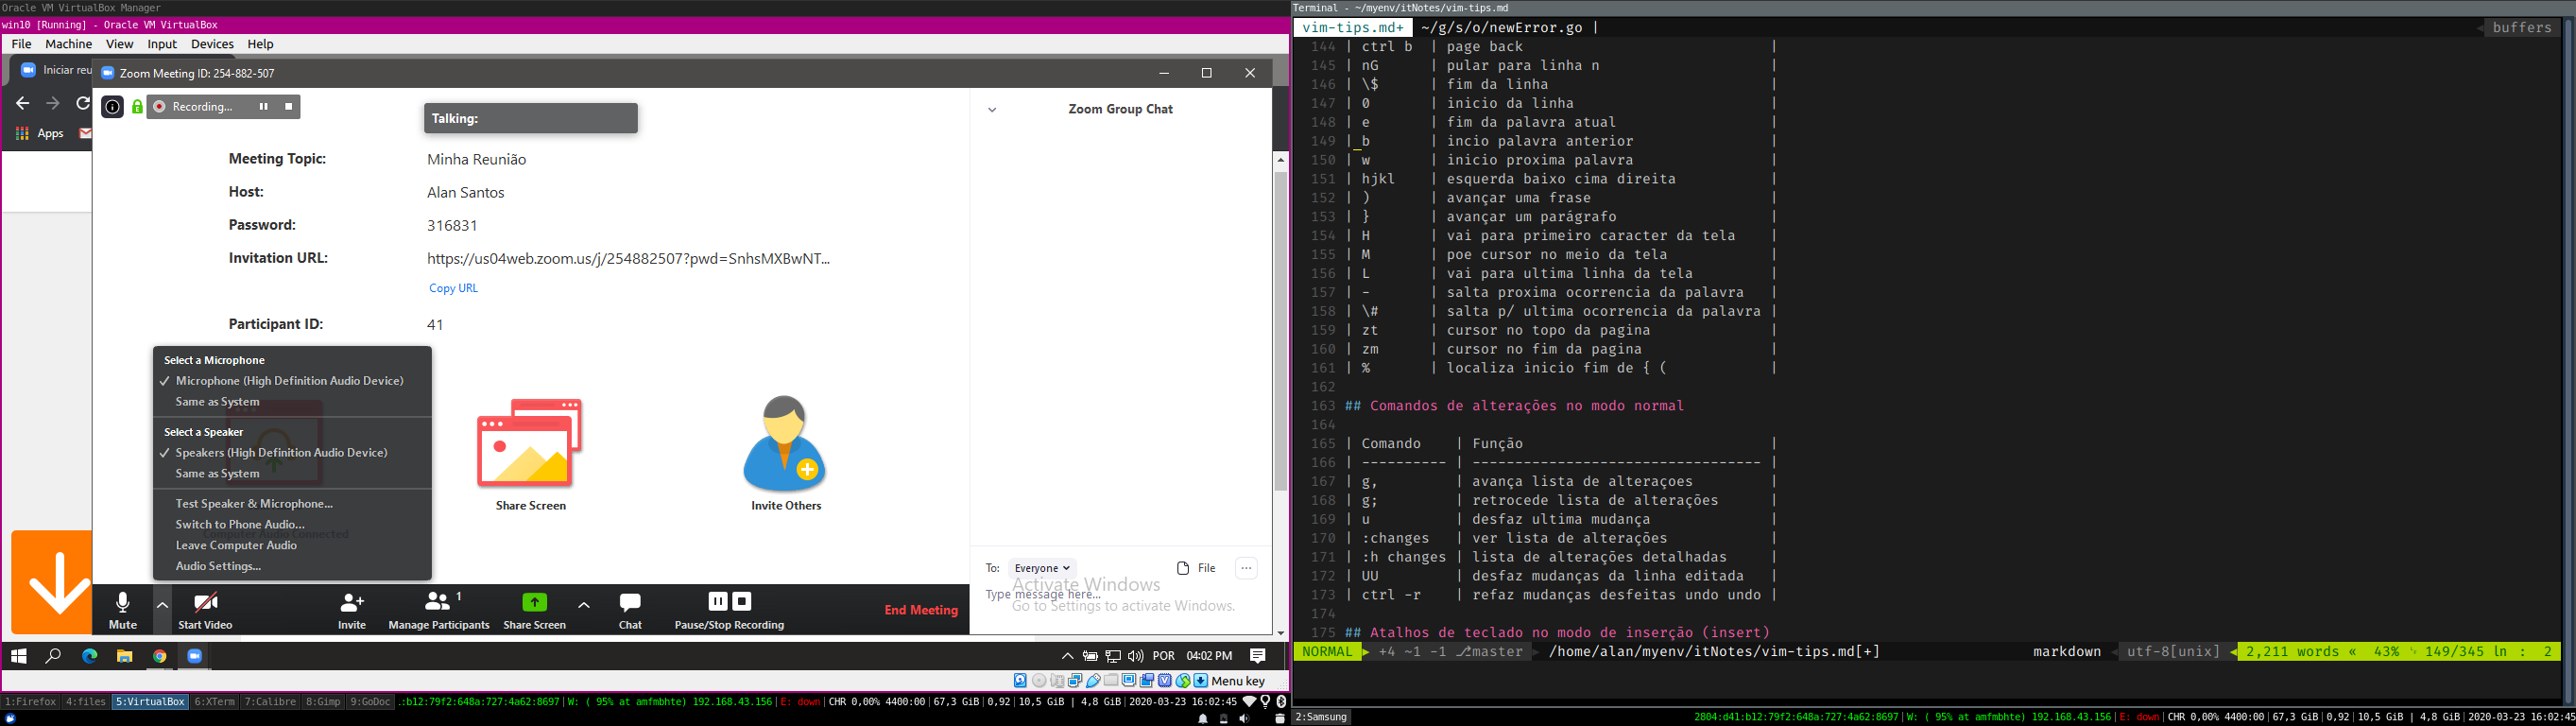 Oracle VM VirtualBox Manager
win10 [Running] - Oracle VM VirtualBox
File Machine View Input Devices Help
Iniciar reu
Zoom Meeting ID: 254-882-507
Apps
Recording...
Talking:
Meeting Topic: Minha Reunião
Host: Alan Santos
Password: 316831
Invitation URL: https://us04web.zoom.us/j/254882507?pwd=SnhsMXBwNT...
Copy URL
Participant ID: 41
Select a Microphone
✓ Microphone (High Definition Audio Device)
Same as System
Select a Speaker
✓ Speakers (High Definition Audio Device)
Same as System
Test Speaker & Microphone...
Switch to Phone Audio...
Computer Audio Connected
Leave Computer Audio
Audio Settings...
Share Screen
Invite Others
Mute
Start Video
Invite
1
Manage Participants
Share Screen
Chat
Pause/Stop Recording
End Meeting
Zoom Group Chat
To: Everyone
File
...
Type message here...
Activate Windows
Go to Settings to activate Windows.
POR 04:02 PM
Menu key
1:Firefox 4:files 5:VirtualBox 6:XTerm 7:Calibre 8:Gimp 9:GoDoc .:b12:79f2:648a:727:4a62:8697|W: ( 95% at amfmbhte) 192.168.43.156|E: down|CHR 0,00% 4400:00|67,3 GiB|0,92|10,5 GiB | 4,8 GiB|2020-03-23 16:02:45
Terminal - ~/myenv/itNotes/vim-tips.md
vim-tips.md+ ~/g/s/o/newError.go | buffers
144 | ctrl b | page back |
145 | nG | pular para linha n |
146 | \$ | fim da linha |
147 | 0 | inicio da linha |
148 | e | fim da palavra atual |
149 |_b | incio palavra anterior |
150 | w | inicio proxima palavra |
151 | hjkl | esquerda baixo cima direita |
152 | ) | avançar uma frase |
153 | } | avançar um parágrafo |
154 | H | vai para primeiro caracter da tela |
155 | M | poe cursor no meio da tela |
156 | L | vai para ultima linha da tela |
157 | - | salta proxima ocorrencia da palavra |
158 | \# | salta p/ ultima ocorrencia da palavra |
159 | zt | cursor no topo da pagina |
160 | zm | cursor no fim da pagina |
161 | % | localiza inicio fim de { ( |
162
163 ## Comandos de alterações no modo normal
164
165 | Comando | Função |
166 | ---------- | ---------------------------------- |
167 | g, | avança lista de alteraçoes |
168 | g; | retrocede lista de alterações |
169 | u | desfaz ultima mudança |
170 | :changes | ver lista de alterações |
171 | :h changes | lista de alterações detalhadas |
172 | UU | desfaz mudanças da linha editada |
173 | ctrl -r | refaz mudanças desfeitas undo undo |
174
175 ## Atalhos de teclado no modo de inserção (insert)
NORMAL +4 ~1 -1 master /home/alan/myenv/itNotes/vim-tips.md[+] markdown utf-8[unix] 2,211 words « 43% 149/345 ln : 2
2:Samsung 2804:d41:b12:79f2:648a:727:4a62:8697|W: ( 95% at amfmbhte) 192.168.43.156|E: down|CHR 0,00% 4400:00|67,3 GiB|0,92|10,5 GiB | 4,8 GiB|2020-03-23 16:02:4